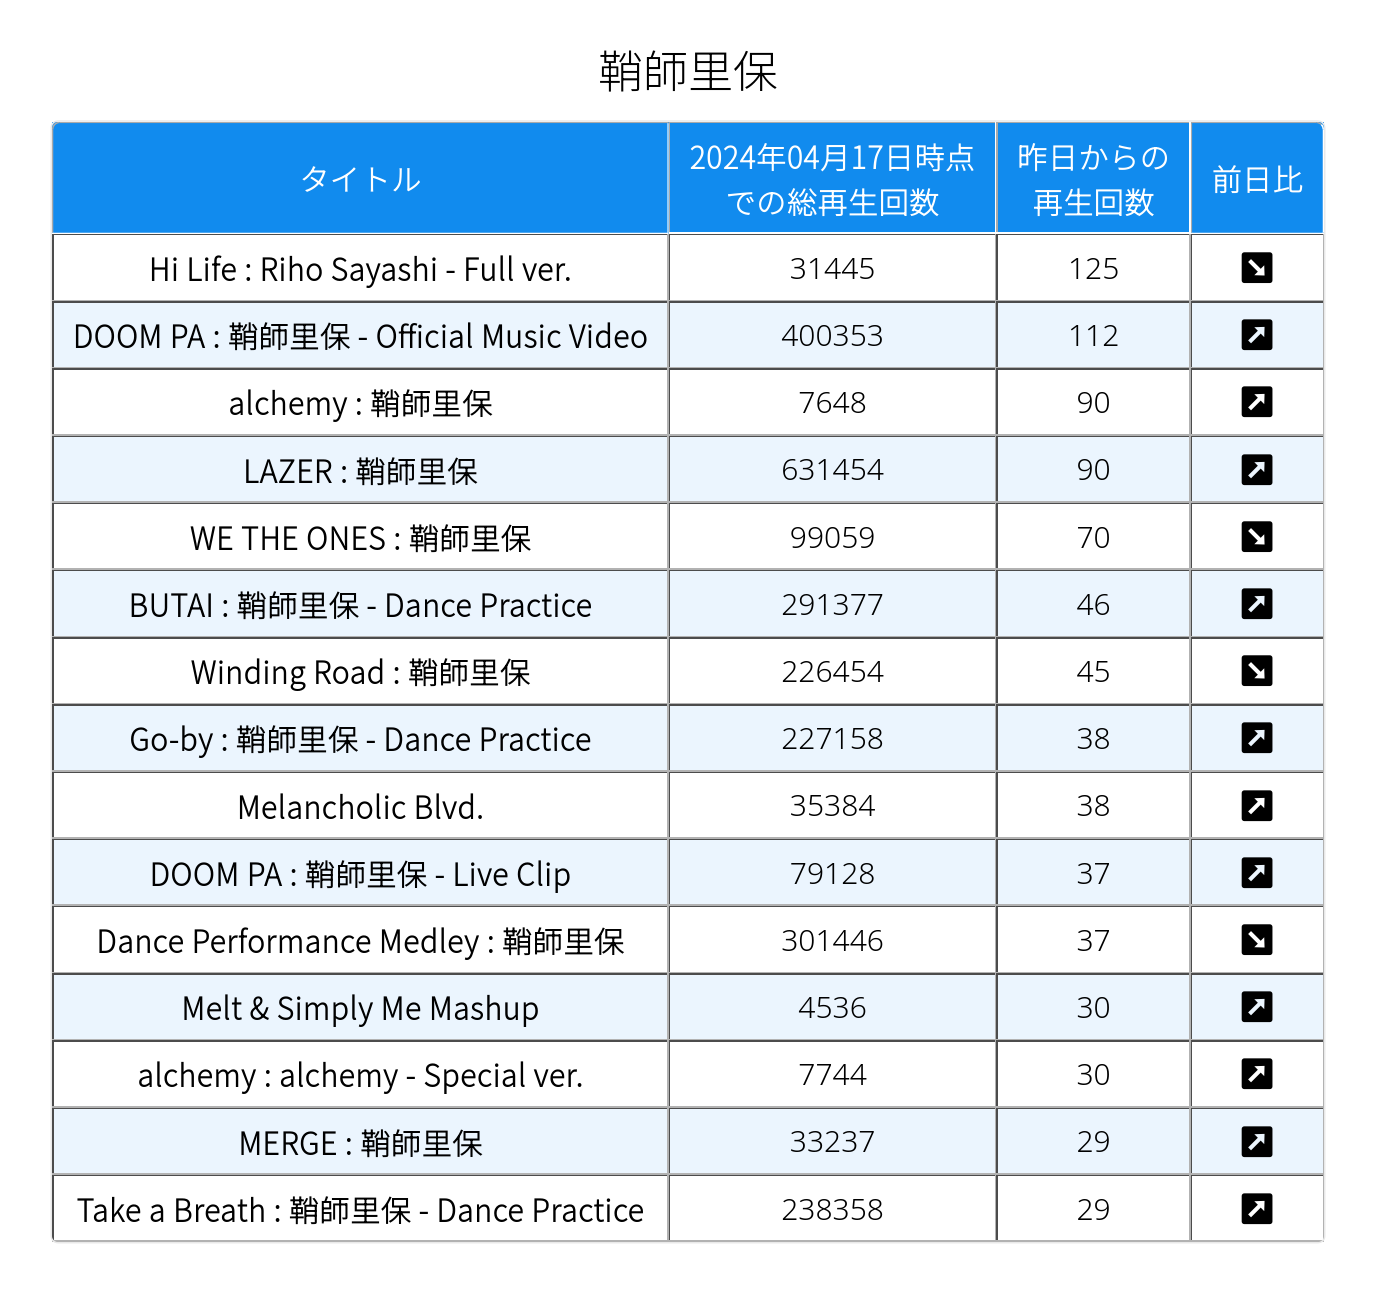 鞘師里保
タイトル
2024年04月17日時点
での総再生回数
昨日からの
再生回数
前日比
Hi Life : Riho Sayashi - Full ver. 31445 125 ↘
DOOM PA : 鞘師里保 - Official Music Video 400353 112 ↗
alchemy : 鞘師里保 7648 90 ↗
LAZER : 鞘師里保 631454 90 ↗
WE THE ONES : 鞘師里保 99059 70 ↘
BUTAI : 鞘師里保 - Dance Practice 291377 46 ↗
Winding Road : 鞘師里保 226454 45 ↘
Go-by : 鞘師里保 - Dance Practice 227158 38 ↗
Melancholic Blvd. 35384 38 ↗
DOOM PA : 鞘師里保 - Live Clip 79128 37 ↗
Dance Performance Medley : 鞘師里保 301446 37 ↘
Melt & Simply Me Mashup 4536 30 ↗
alchemy : alchemy - Special ver. 7744 30 ↗
MERGE : 鞘師里保 33237 29 ↗
Take a Breath : 鞘師里保 - Dance Practice 238358 29 ↗